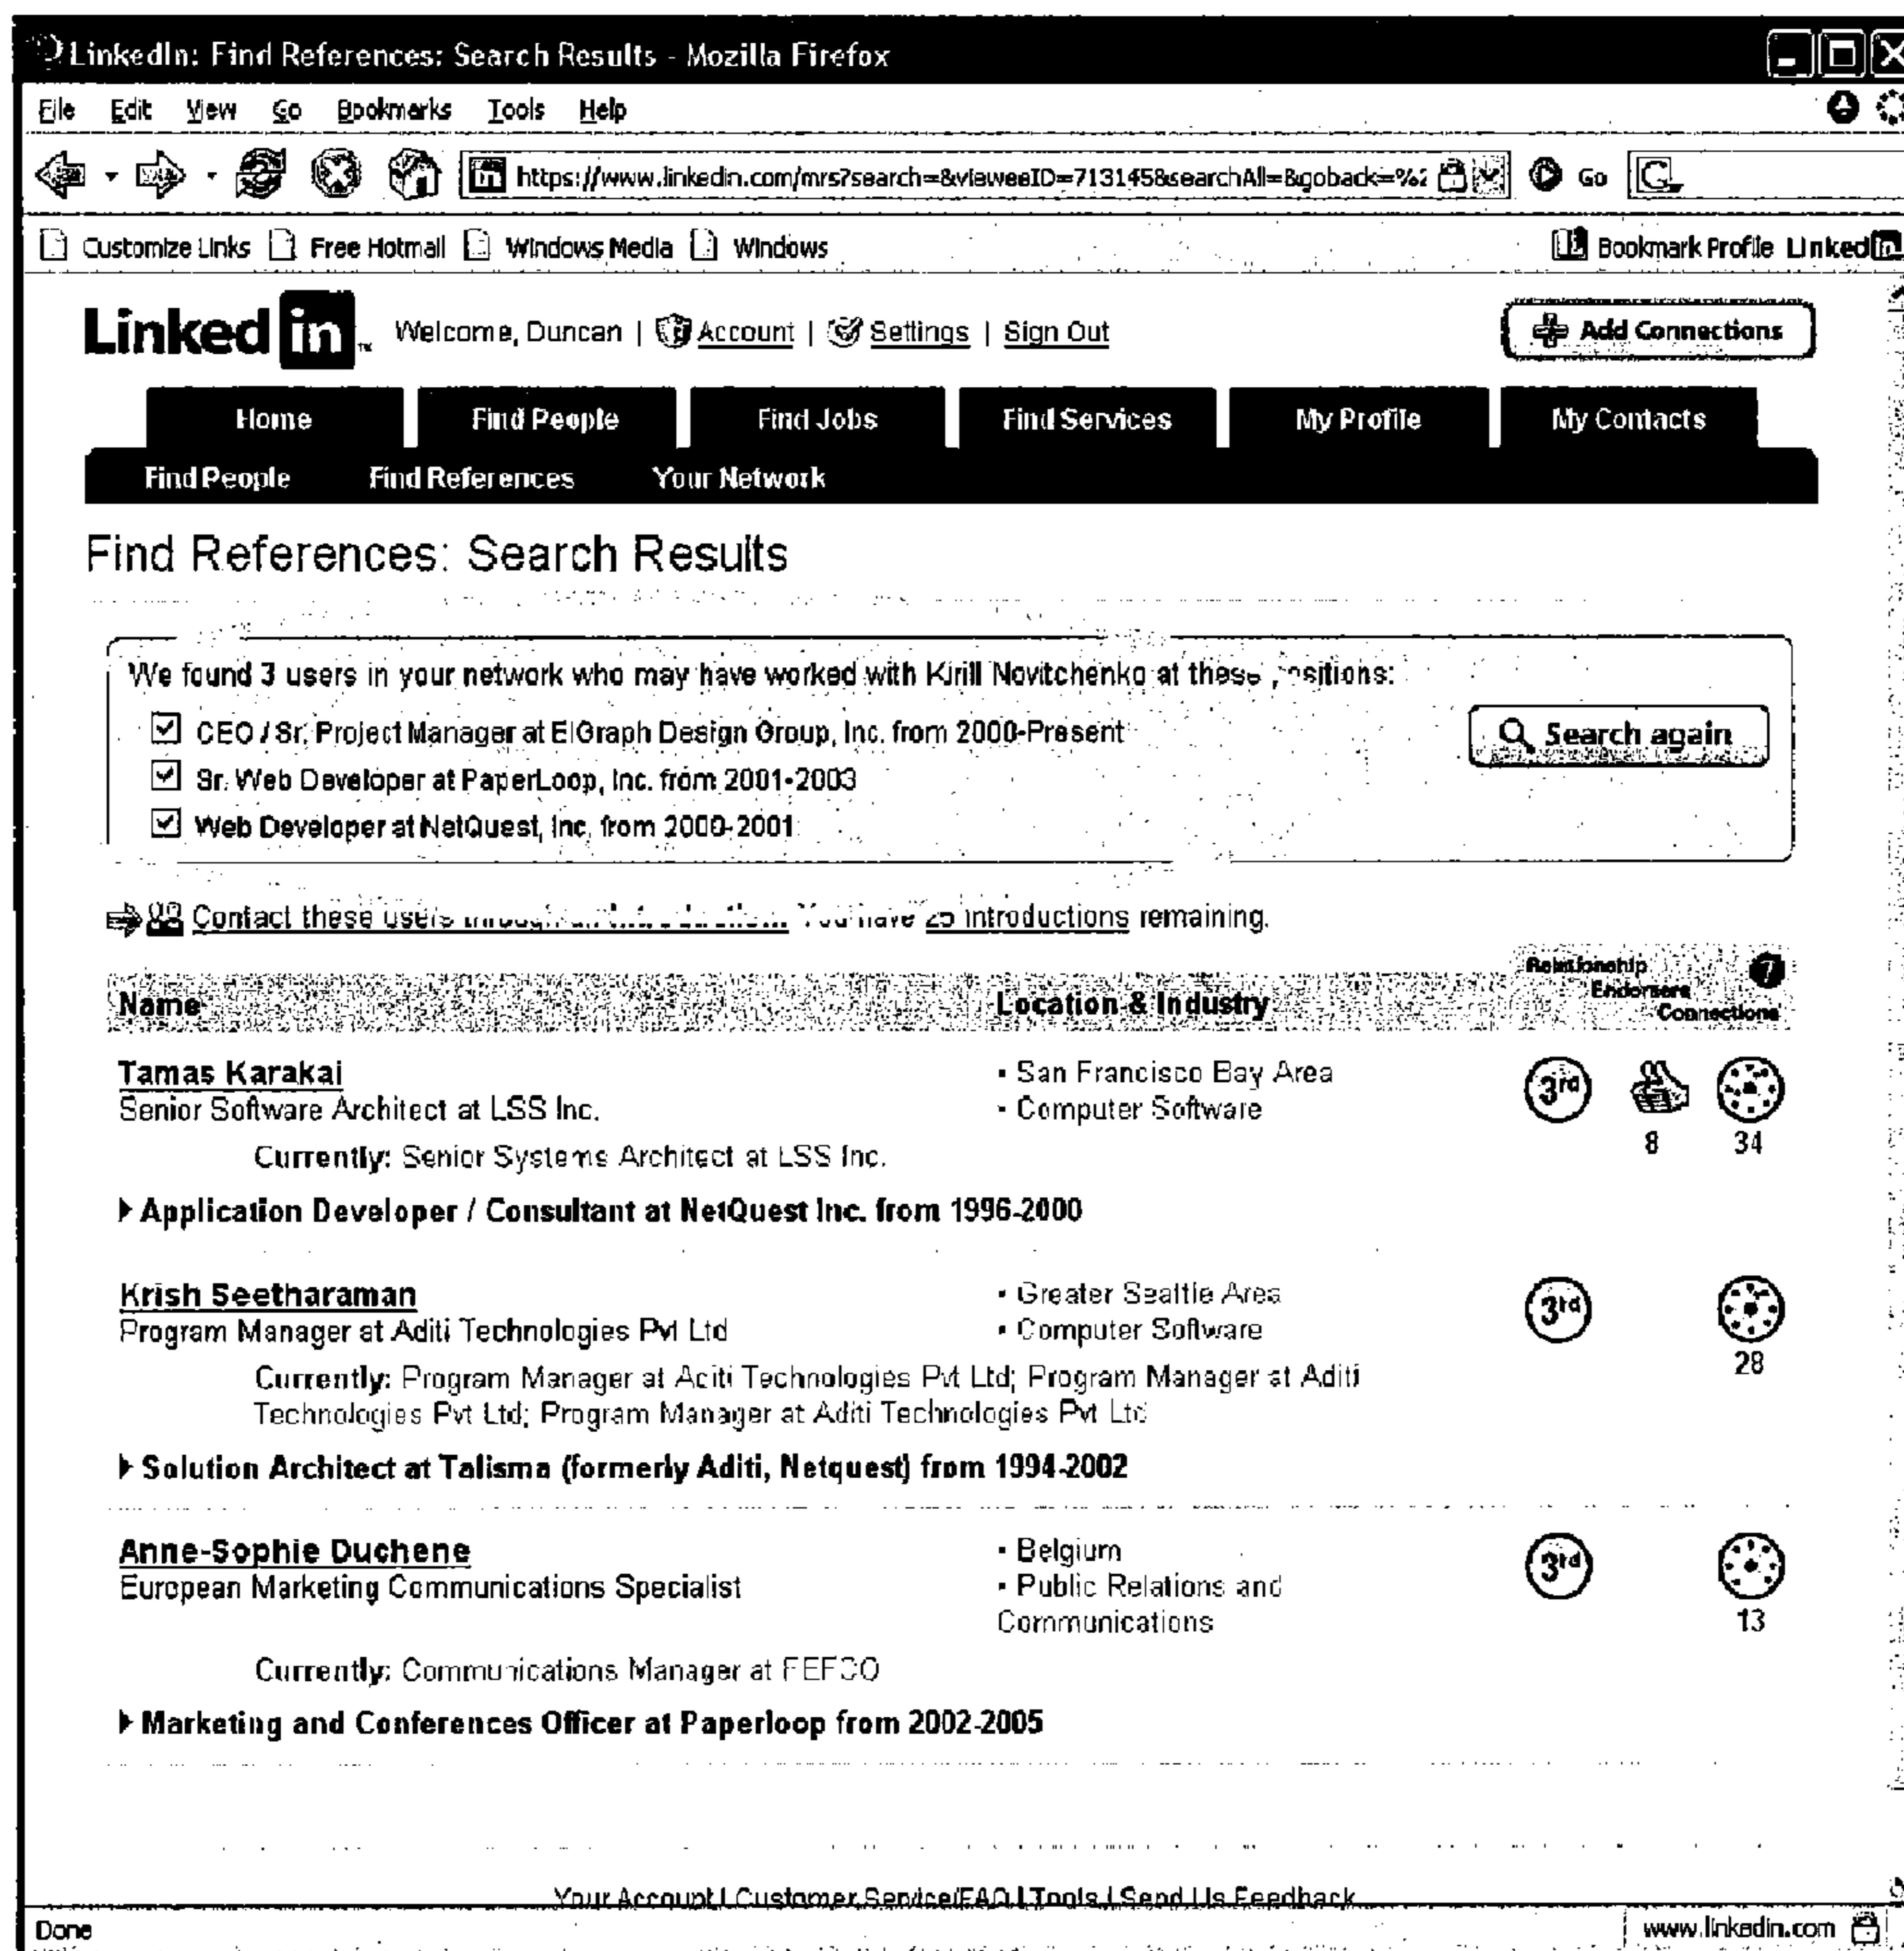 LinkedIn: Find References: Search Results - Mozilla Firefox
File Edit View Go Bookmarks Tools Help
https://www.linkedin.com/mrs?search=&vieweeID=7131458searchAll=&goback=%2 Go G
Customize Links Free Hotmail Windows Media Windows Bookmark Profile Linked in
Linked in TM Welcome, Duncan | Account | Settings | Sign Out Add Connections
Home Find People Find Jobs Find Services My Profile My Contacts
Find People Find References Your Network
Find References: Search Results
We found 3 users in your network who may have worked with Kirill Novitchenko at these
CEO / Sr. Project Manager at ElGraph Design Group, Inc. from 2000-Present
Search again
Sr. Web Developer at PaperLoop, Inc. from 2001-2003
Web Developer at NetQuest, Inc. from 2000-2001
Contact these users You have 25 introductions remaining.
Relationship ?
Endorsers
Name Location & Industry Connections
Tamas Karakai ▪ San Francisco Bay Area 3rd
Senior Software Architect at LSS Inc. ▪ Computer Software
8 34
Currently: Senior Systems Architect at LSS Inc.
Application Developer / Consultant at NetQuest Inc. from 1996-2000
Krish Seetharaman ▪ Greater Seattle Area 3rd
Program Manager at Aditi Technologies Pvt Ltd ▪ Computer Software
28
Currently: Program Manager at Aditi Technologies Pvt Ltd; Program Manager at Aditi
Technologies Pvt Ltd; Program Manager at Aditi Technologies Pvt Ltd
Solution Architect at Talisma (formerly Aditi, Netquest) from 1994-2002
Anne-Sophie Duchene ▪ Belgium 3rd
European Marketing Communications Specialist ▪ Public Relations and
Communications 13
Currently: Communications Manager at FEFCO
Marketing and Conferences Officer at Paperloop from 2002-2005
Your Account | Customer Service/FAQ | Tools | Send Us Feedback
Done www.linkedin.com